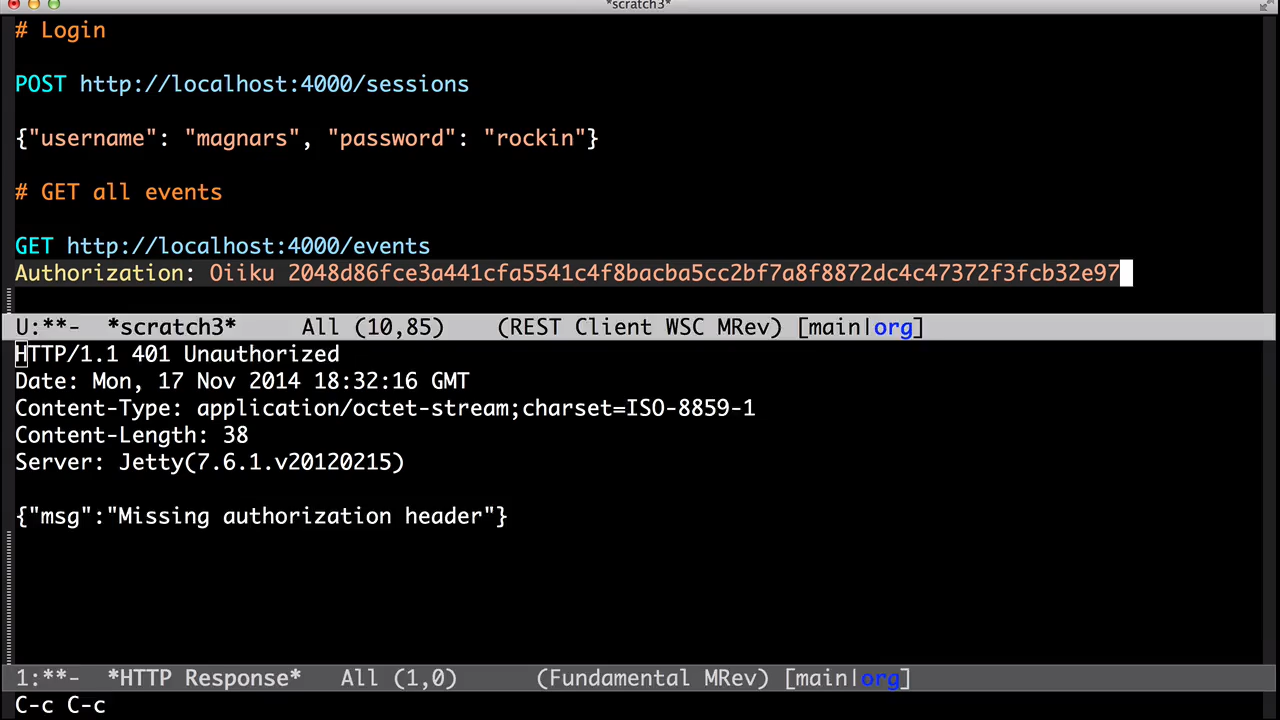 *scratch3*
# Login
POST http://localhost:4000/sessions
{"username": "magnars", "password": "rockin"}
# GET all events
GET http://localhost:4000/events
Authorization: Oiiku 2048d86fce3a441cfa5541c4f8bacba5cc2bf7a8f8872dc4c47372f3fcb32e97
U:**-  *scratch3*     All (10,85)    (REST Client WSC MRev) [main|org]
HTTP/1.1 401 Unauthorized
Date: Mon, 17 Nov 2014 18:32:16 GMT
Content-Type: application/octet-stream;charset=ISO-8859-1
Content-Length: 38
Server: Jetty(7.6.1.v20120215)
{"msg":"Missing authorization header"}
1:**-  *HTTP Response*   All (1,0)      (Fundamental MRev) [main|org]
C-c C-c